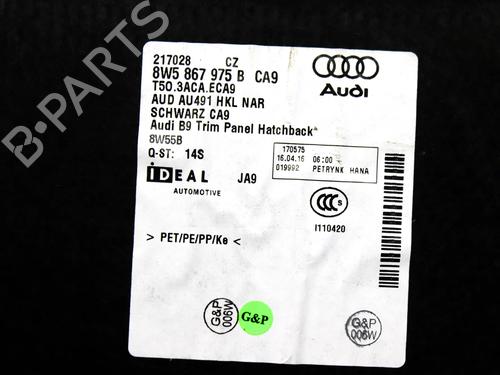 217028 CZ
8W5 867 975 B CA9
T50.3ACA.ECA9
AUD AU491 HKL NAR
SCHWARZ CA9
Audi B9 Trim Panel Hatchback
8W55B
Q-ST: 14S
Audi
170575
16.04.16 06:00
019992 PETRYNK HANA
IDEAL JA9
AUTOMOTIVE
CCC S
I110420
> PET/PE/PP/Ke >
G&P
006W
G&P
G&P
006W
B-PARTS